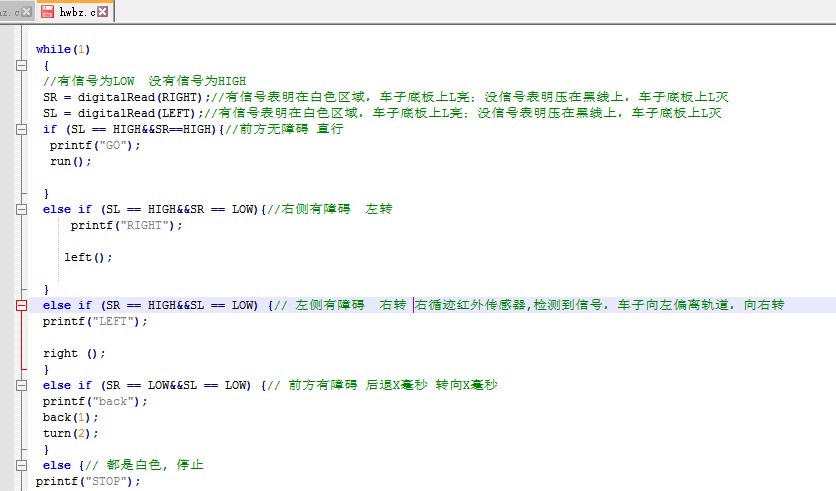 hwbz.c
while(1)
{
//有信号为LOW  没有信号为HIGH
SR = digitalRead(RIGHT);//有信号表明在白色区域，车子底板上L亮；没信号表明压在黑线上，车子底板上L灭
SL = digitalRead(LEFT);//有信号表明在白色区域，车子底板上L亮；没信号表明压在黑线上，车子底板上L灭
if (SL == HIGH&&SR==HIGH){//前方无障碍 直行
printf("GO");
run();
}
else if (SL == HIGH&&SR == LOW){//右侧有障碍  左转
printf("RIGHT");
left();
}
else if (SR == HIGH&&SL == LOW) {// 左侧有障碍  右转 右循迹红外传感器,检测到信号，车子向左偏离轨道，向右转
printf("LEFT");
right ();
}
else if (SR == LOW&&SL == LOW) {// 前方有障碍 后退X毫秒 转向X毫秒
printf("back");
back(1);
turn(2);
}
else {// 都是白色, 停止
printf("STOP");